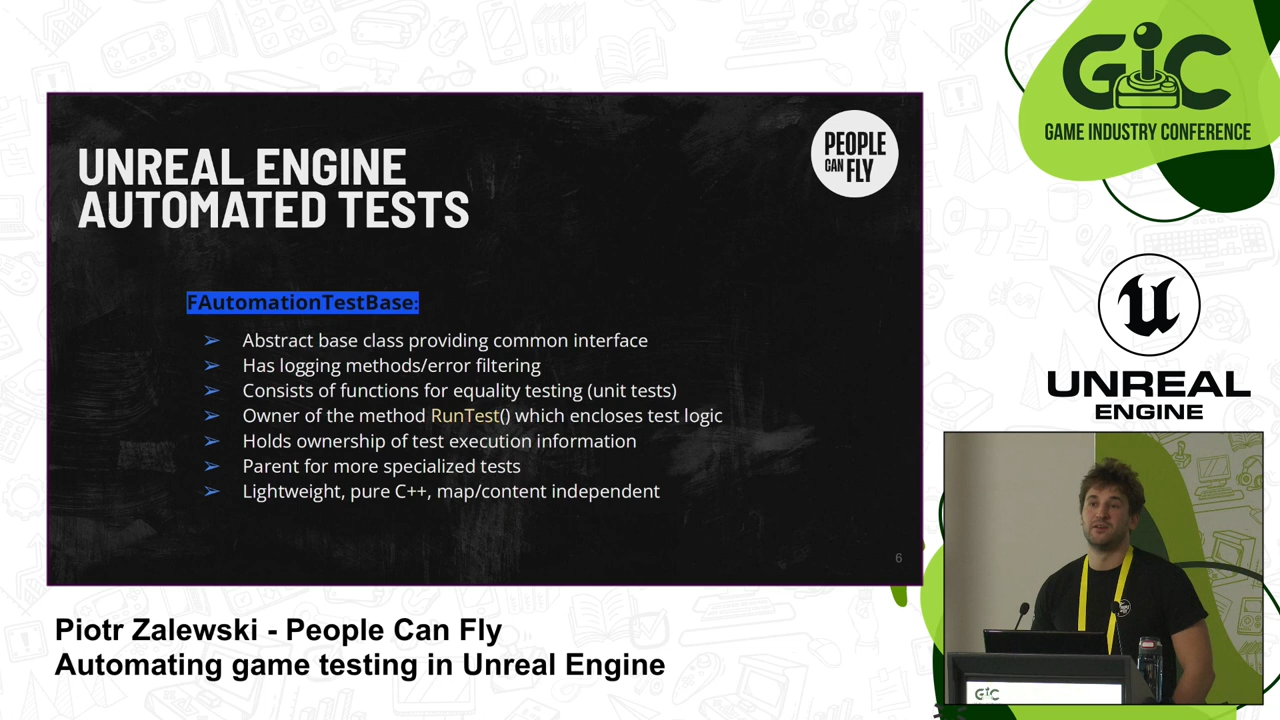 UNREAL ENGINE
AUTOMATED TESTS
PEOPLE
CAN FLY
FAutomationTestBase:
➢ Abstract base class providing common interface
➢ Has logging methods/error filtering
➢ Consists of functions for equality testing (unit tests)
➢ Owner of the method RunTest() which encloses test logic
➢ Holds ownership of test execution information
➢ Parent for more specialized tests
➢ Lightweight, pure C++, map/content independent
6
GIC
GAME INDUSTRY CONFERENCE
UNREAL
ENGINE
GIC
Piotr Zalewski - People Can Fly
Automating game testing in Unreal Engine